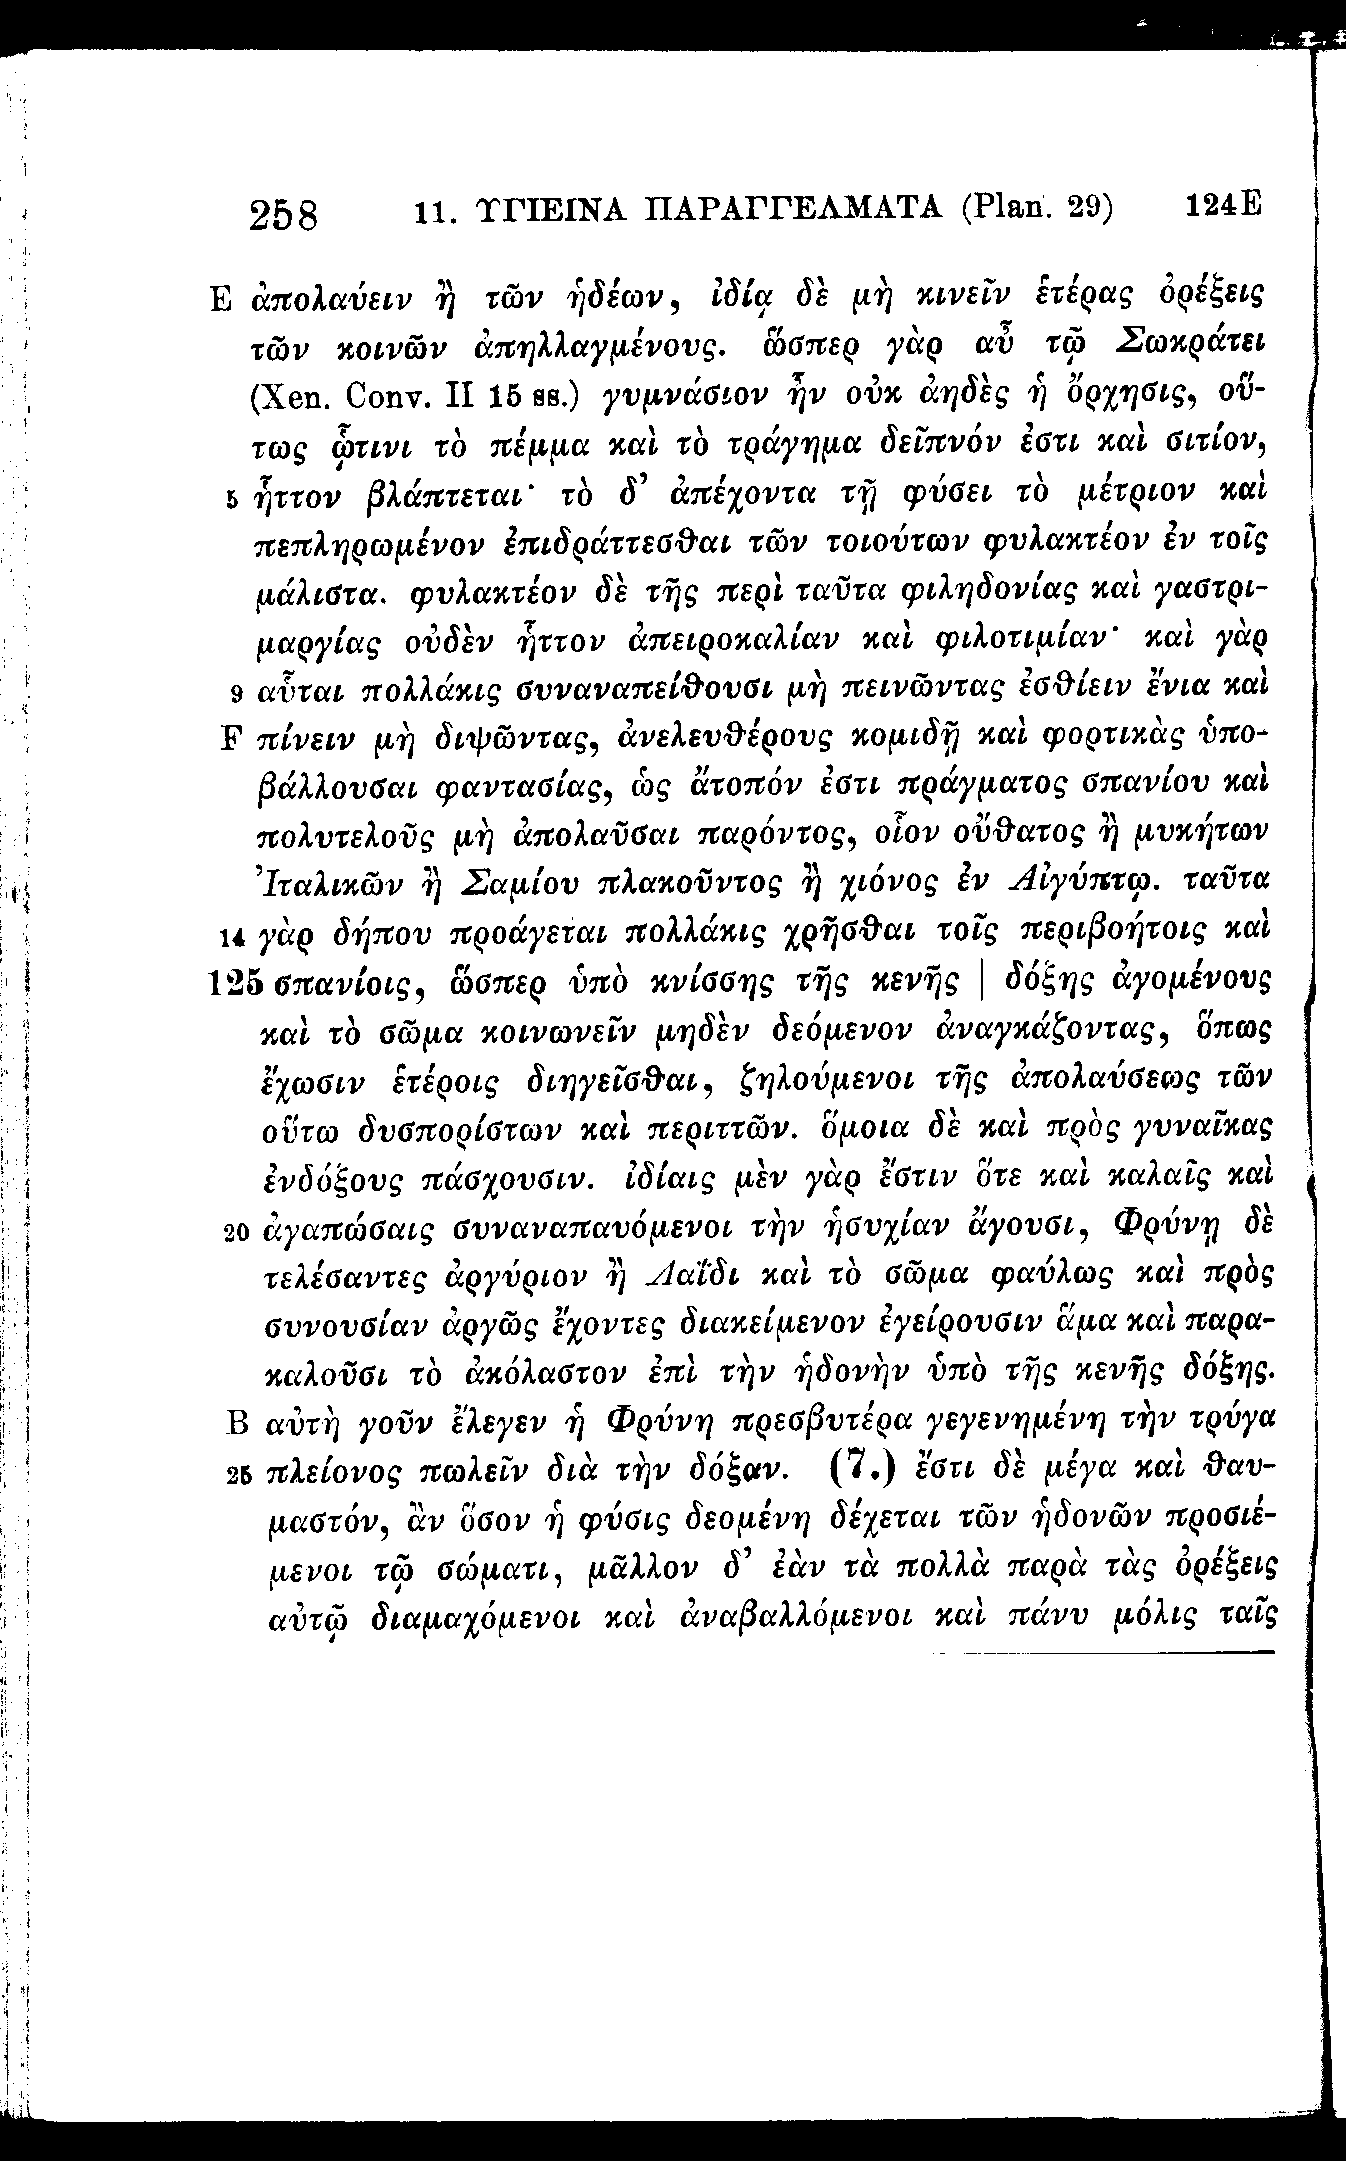 258 11. ΥΓΙΕΙΝΑ ΠΑΡΑΓΓΕΛΜΑΤΑ (Plan. 29) 124E
E ἀπολαύειν ἢ τῶν ἡδέων, ἰδίᾳ δὲ μὴ κινεῖν ἑτέρας ὀρέξεις
τῶν κοινῶν ἀπηλλαγμένους. ὥσπερ γὰρ αὖ τῷ Σωκράτει
(Xen. Conv. II 15 ss.) γυμνάσιον ἦν οὐκ ἀηδὲς ἡ ὄρχησις, οὕ-
τως ᾧτινι τὸ πέμμα καὶ τὸ τράγημα δεῖπνόν ἐστι καὶ σιτίον,
5 ἧττον βλάπτεται· τὸ δ’ ἀπέχοντα τῇ φύσει τὸ μέτριον καὶ
πεπληρωμένον ἐπιδράττεσθαι τῶν τοιούτων φυλακτέον ἐν τοῖς
μάλιστα. φυλακτέον δὲ τῆς περὶ ταῦτα φιληδονίας καὶ γαστρι-
μαργίας οὐδὲν ἧττον ἀπειροκαλίαν καὶ φιλοτιμίαν· καὶ γὰρ
9 αὗται πολλάκις συναναπείθουσι μὴ πεινῶντας ἐσθίειν ἔνια καὶ
F πίνειν μὴ διψῶντας, ἀνελευθέρους κομιδῇ καὶ φορτικὰς ὑπο-
βάλλουσαι φαντασίας, ὡς ἄτοπόν ἐστι πράγματος σπανίου καὶ
πολυτελοῦς μὴ ἀπολαῦσαι παρόντος, οἷον οὔθατος ἢ μυκήτων
Ἰταλικῶν ἢ Σαμίου πλακοῦντος ἢ χιόνος ἐν Αἰγύπτῳ. ταῦτα
14 γὰρ δήπου προάγεται πολλάκις χρῆσθαι τοῖς περιβοήτοις καὶ
125 σπανίοις, ὥσπερ ὑπὸ κνίσσης τῆς κενῆς | δόξης ἀγομένους
καὶ τὸ σῶμα κοινωνεῖν μηδὲν δεόμενον ἀναγκάζοντας, ὅπως
ἔχωσιν ἑτέροις διηγεῖσθαι, ζηλούμενοι τῆς ἀπολαύσεως τῶν
οὕτω δυσπορίστων καὶ περιττῶν. ὅμοια δὲ καὶ πρὸς γυναῖκας
ἐνδόξους πάσχουσιν. ἰδίαις μὲν γὰρ ἔστιν ὅτε καὶ καλαῖς καὶ
20 ἀγαπώσαις συναναπαυόμενοι τὴν ἡσυχίαν ἄγουσι, Φρύνῃ δὲ
τελέσαντες ἀργύριον ἢ Λαΐδι καὶ τὸ σῶμα φαύλως καὶ πρὸς
συνουσίαν ἀργῶς ἔχοντες διακείμενον ἐγείρουσιν ἅμα καὶ παρα-
καλοῦσι τὸ ἀκόλαστον ἐπὶ τὴν ἡδονὴν ὑπὸ τῆς κενῆς δόξης.
B αὐτὴ γοῦν ἔλεγεν ἡ Φρύνη πρεσβυτέρα γεγενημένη τὴν τρύγα
25 πλείονος πωλεῖν διὰ τὴν δόξαν. (7.) ἔστι δὲ μέγα καὶ θαυ-
μαστόν, ἂν ὅσον ἡ φύσις δεομένη δέχεται τῶν ἡδονῶν προσιέ-
μενοι τῷ σώματι, μᾶλλον δ’ ἐὰν τὰ πολλὰ παρὰ τὰς ὀρέξεις
αὐτῷ διαμαχόμενοι καὶ ἀναβαλλόμενοι καὶ πάνυ μόλις ταῖς